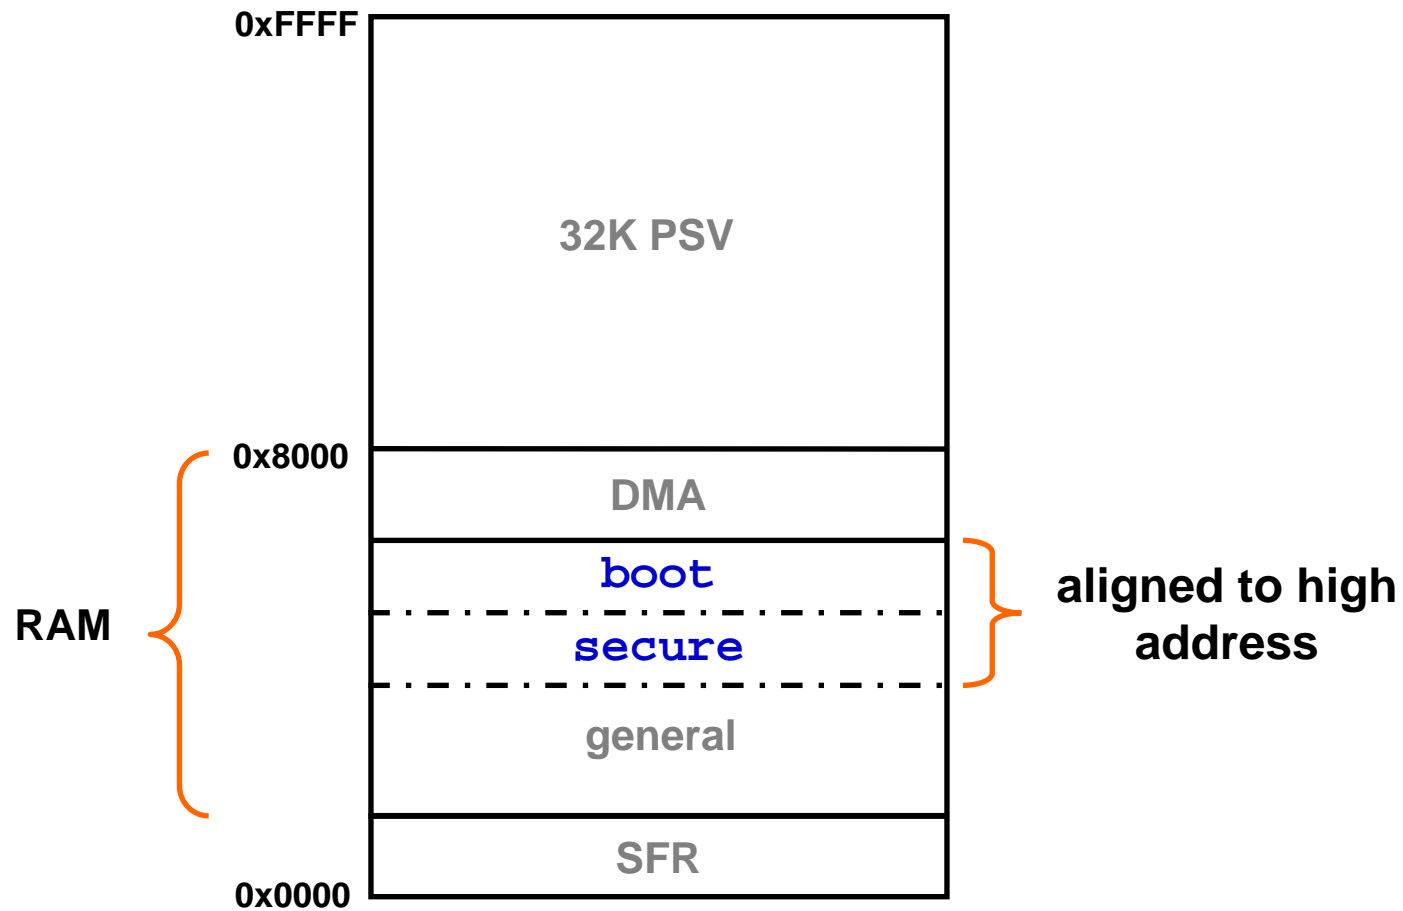 0xFFFF
32K PSV
0x8000
DMA
boot
aligned to high
address
RAM
secure
general
SFR
0x0000